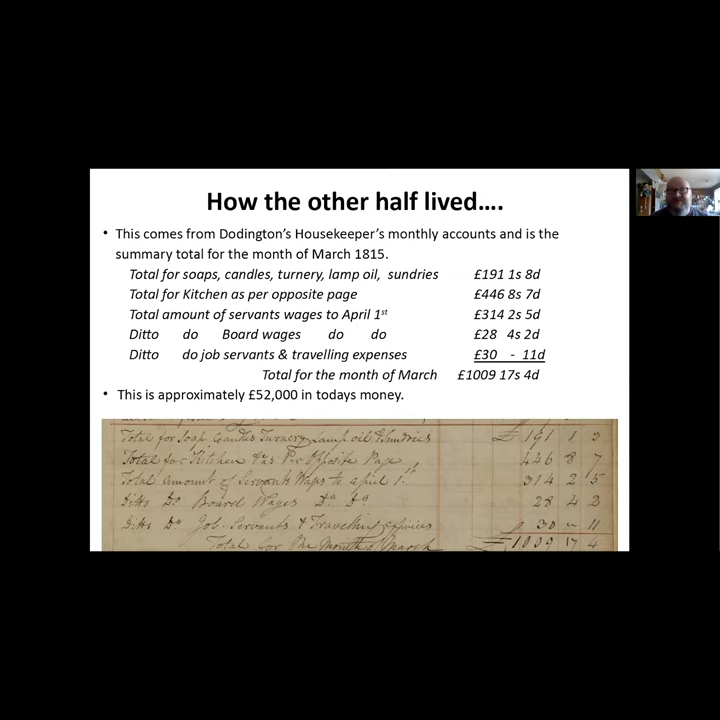 How the other half lived….
• This comes from Dodington’s Housekeeper’s monthly accounts and is the
summary total for the month of March 1815.
Total for soaps, candles, turnery, lamp oil, sundries £191 1s 8d
Total for Kitchen as per opposite page £446 8s 7d
Total amount of servants wages to April 1st £314 2s 5d
Ditto do Board wages do do £28 4s 2d
Ditto do job servants & travelling expenses £30 - 11d
Total for the month of March £1009 17s 4d
• This is approximately £52,000 in todays money.
Total for Soap Candles Turnery Lamp oil & Sundries £ 191 1 3
Total for Kitchen as Per Opposite Page 446 8 7
Total Amount of Servants Wages to April 1st 314 2 5
Ditto Do Board Wages Do Do 28 4 2
Ditto Do Job Servants & Travelling 30 " 11
Total for the Month of March £ 1009 17 4